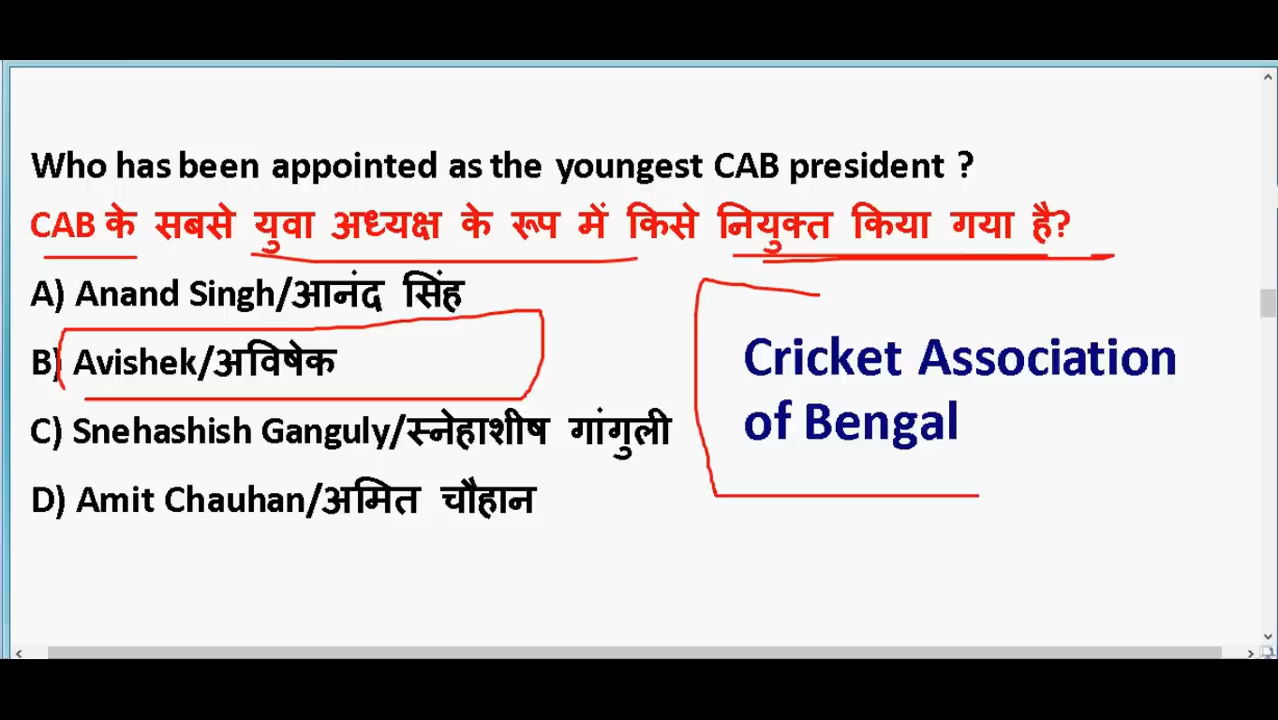 Who has been appointed as the youngest CAB president ?
CAB के सबसे युवा अध्यक्ष के रूप में किसे नियुक्त किया गया है?
A) Anand Singh/आनंद सिंह
B) Avishek/अविषेक
C) Snehashish Ganguly/स्नेहाशीष गांगुली
D) Amit Chauhan/अमित चौहान
Cricket Association
of Bengal